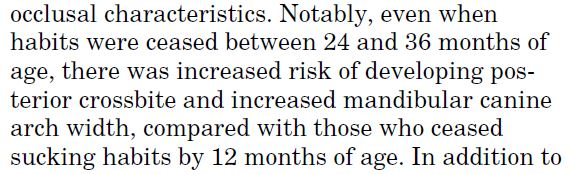 occlusal characteristics. Notably, even when
habits were ceased between 24 and 36 months of
age, there was increased risk of developing pos-
terior crossbite and increased mandibular canine
arch width, compared with those who ceased
sucking habits by 12 months of age. In addition to